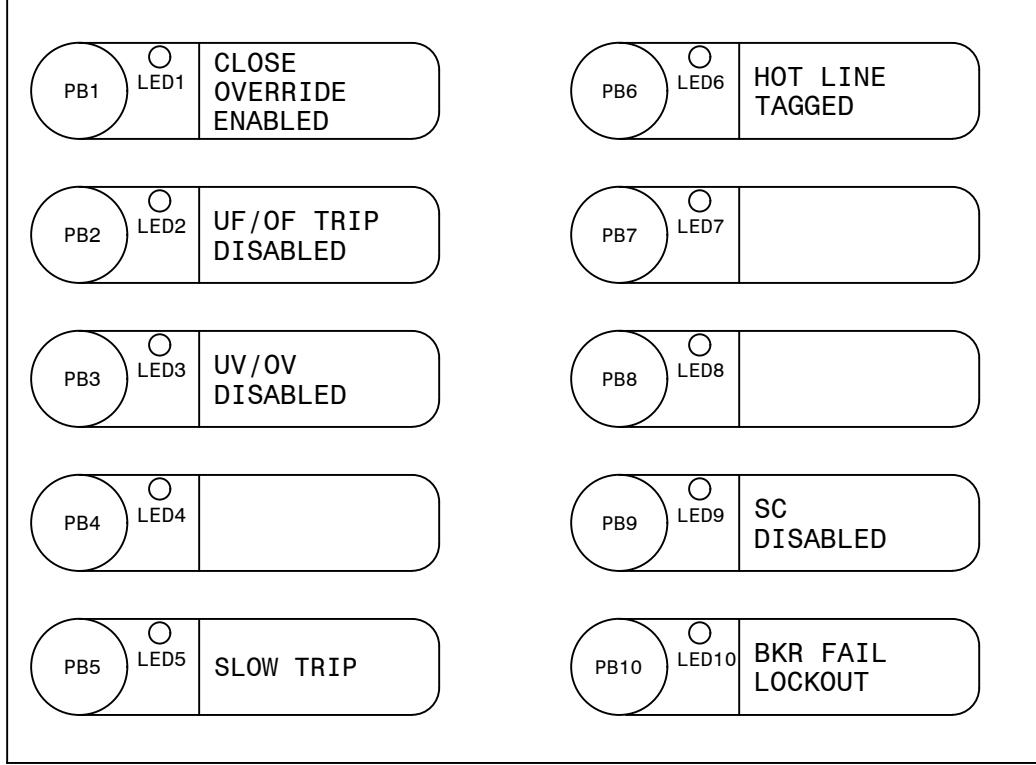 PB1
LED1
CLOSE
OVERRIDE
ENABLED
PB2
LED2
UF/OF TRIP
DISABLED
PB3
LED3
UV/OV
DISABLED
PB4
LED4
PB5
LED5
SLOW TRIP
PB6
LED6
HOT LINE
TAGGED
PB7
LED7
PB8
LED8
PB9
LED9
SC
DISABLED
PB10
LED10
BKR FAIL
LOCKOUT